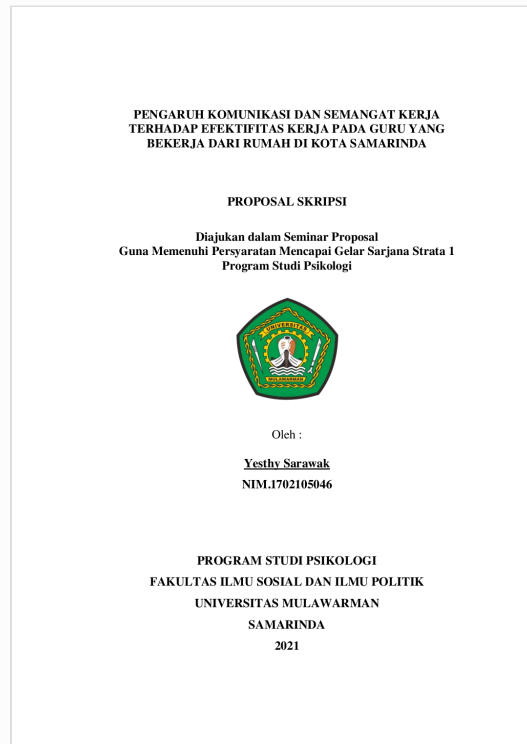 PENGARUH KOMUNIKASI DAN SEMANGAT KERJA
TERHADAP EFEKTIFITAS KERJA PADA GURU YANG
BEKERJA DARI RUMAH DI KOTA SAMARINDA
PROPOSAL SKRIPSI
Diajukan dalam Seminar Proposal
Guna Memenuhi Persyaratan Mencapai Gelar Sarjana Strata 1
Program Studi Psikologi
UNIVERSITAS
MULAWARMAN
Oleh :
Yesthy Sarawak
NIM.1702105046
PROGRAM STUDI PSIKOLOGI
FAKULTAS ILMU SOSIAL DAN ILMU POLITIK
UNIVERSITAS MULAWARMAN
SAMARINDA
2021